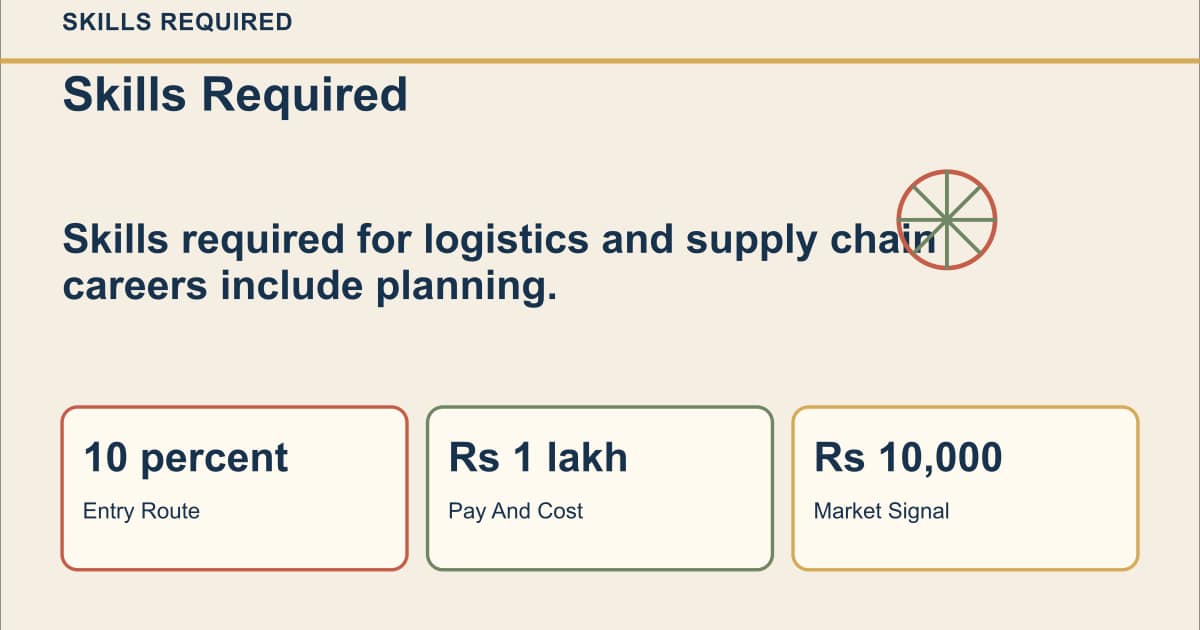 SKILLS REQUIRED
Skills Required
Skills required for logistics and supply chain
careers include planning.
10 percent
Entry Route
Rs 1 lakh
Pay And Cost
Rs 10,000
Market Signal